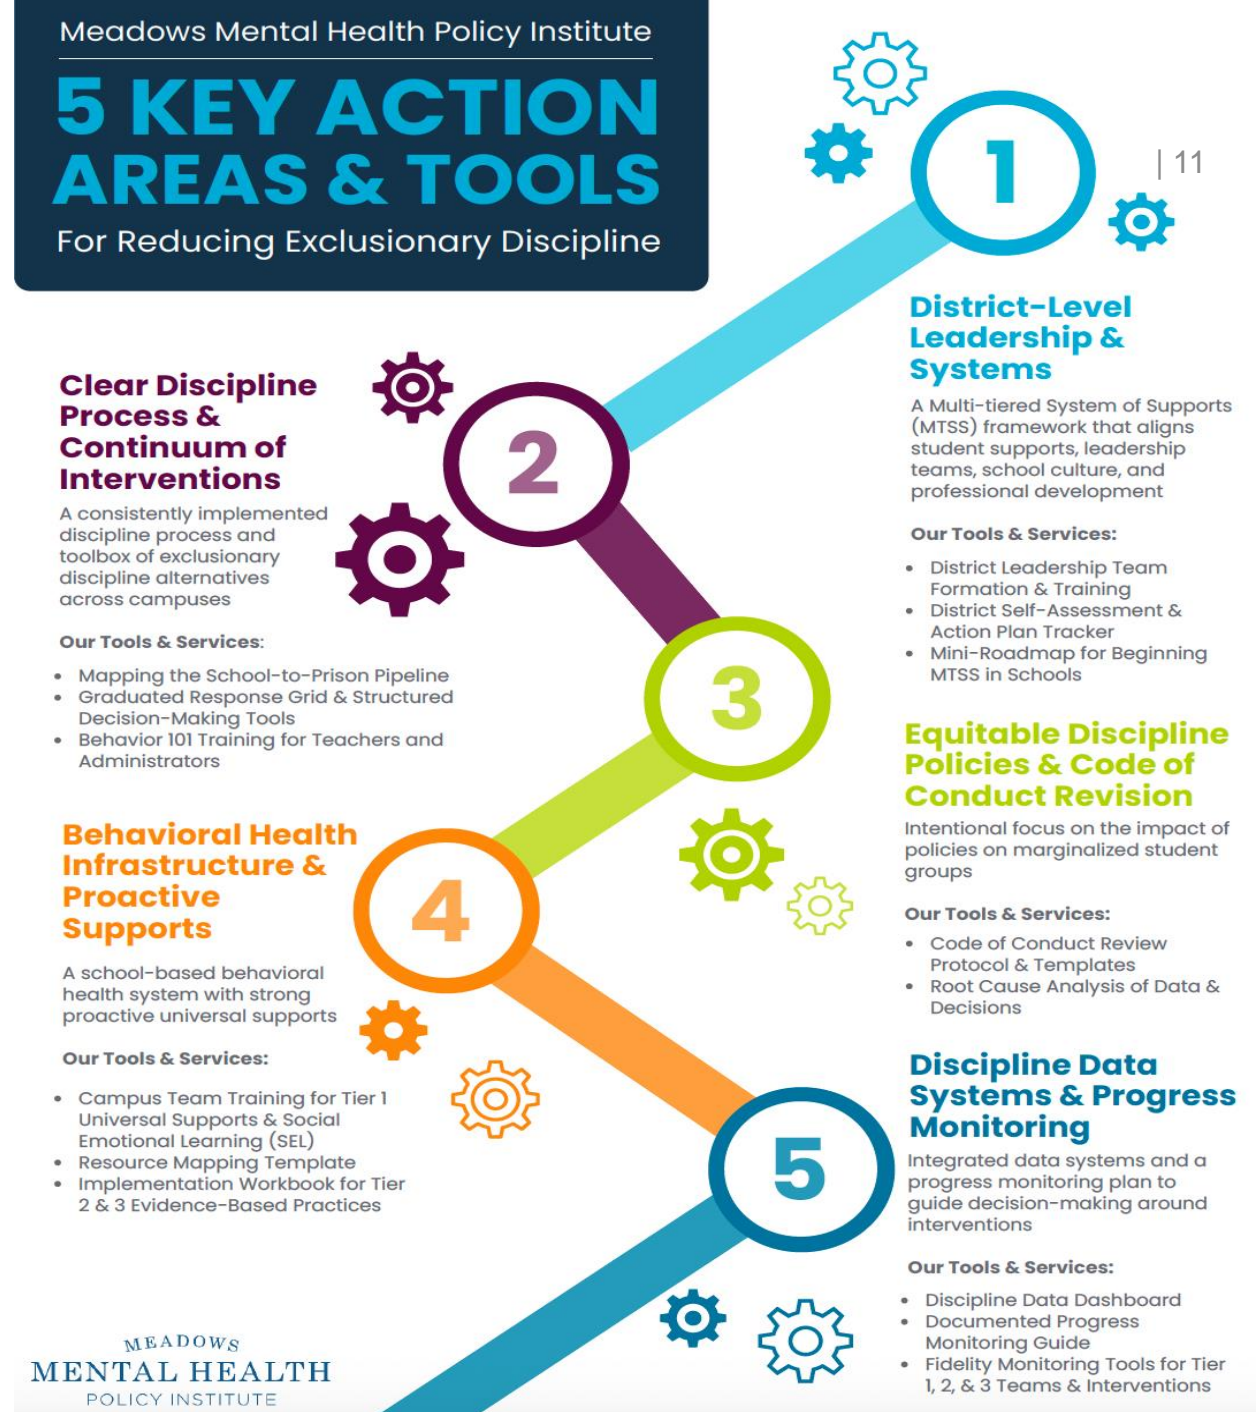 Meadows Mental Health Policy Institute
5 KEY ACTION
AREAS & TOOLS
For Reducing Exclusionary Discipline
| 11
1
District-Level
Leadership &
Systems
A Multi-tiered System of Supports
(MTSS) framework that aligns
student supports, leadership
teams, school culture, and
professional development
Our Tools & Services:
• District Leadership Team
Formation & Training
• District Self-Assessment &
Action Plan Tracker
• Mini-Roadmap for Beginning
MTSS in Schools
2
Clear Discipline
Process &
Continuum of
Interventions
A consistently implemented
discipline process and
toolbox of exclusionary
discipline alternatives
across campuses
Our Tools & Services:
• Mapping the School-to-Prison Pipeline
• Graduated Response Grid & Structured
Decision-Making Tools
• Behavior 101 Training for Teachers and
Administrators
3
Equitable Discipline
Policies & Code of
Conduct Revision
Intentional focus on the impact of
policies on marginalized student
groups
Our Tools & Services:
• Code of Conduct Review
Protocol & Templates
• Root Cause Analysis of Data &
Decisions
4
Behavioral Health
Infrastructure &
Proactive
Supports
A school-based behavioral
health system with strong
proactive universal supports
Our Tools & Services:
• Campus Team Training for Tier 1
Universal Supports & Social
Emotional Learning (SEL)
• Resource Mapping Template
• Implementation Workbook for Tier
2 & 3 Evidence-Based Practices
5
Discipline Data
Systems & Progress
Monitoring
Integrated data systems and a
progress monitoring plan to
guide decision-making around
interventions
Our Tools & Services:
• Discipline Data Dashboard
• Documented Progress
Monitoring Guide
• Fidelity Monitoring Tools for Tier
1, 2, & 3 Teams & Interventions
MEADOWS
MENTAL HEALTH
POLICY INSTITUTE